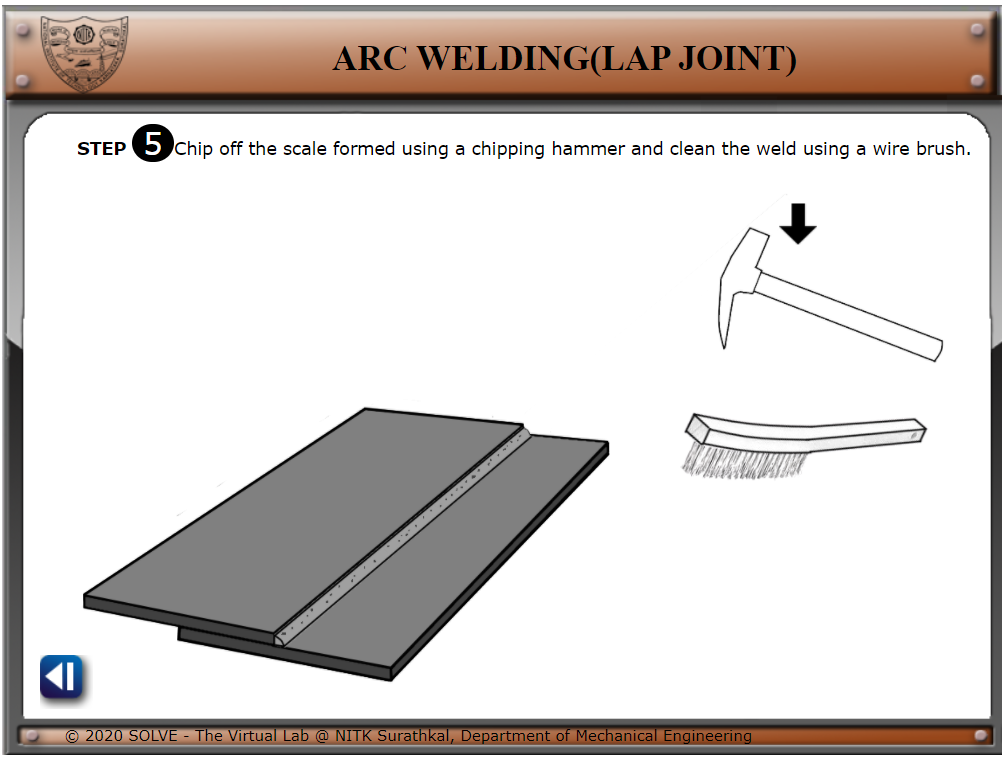 ARC WELDING(LAP JOINT)
STEP 5 Chip off the scale formed using a chipping hammer and clean the weld using a wire brush.
© 2020 SOLVE - The Virtual Lab @ NITK Surathkal, Department of Mechanical Engineering